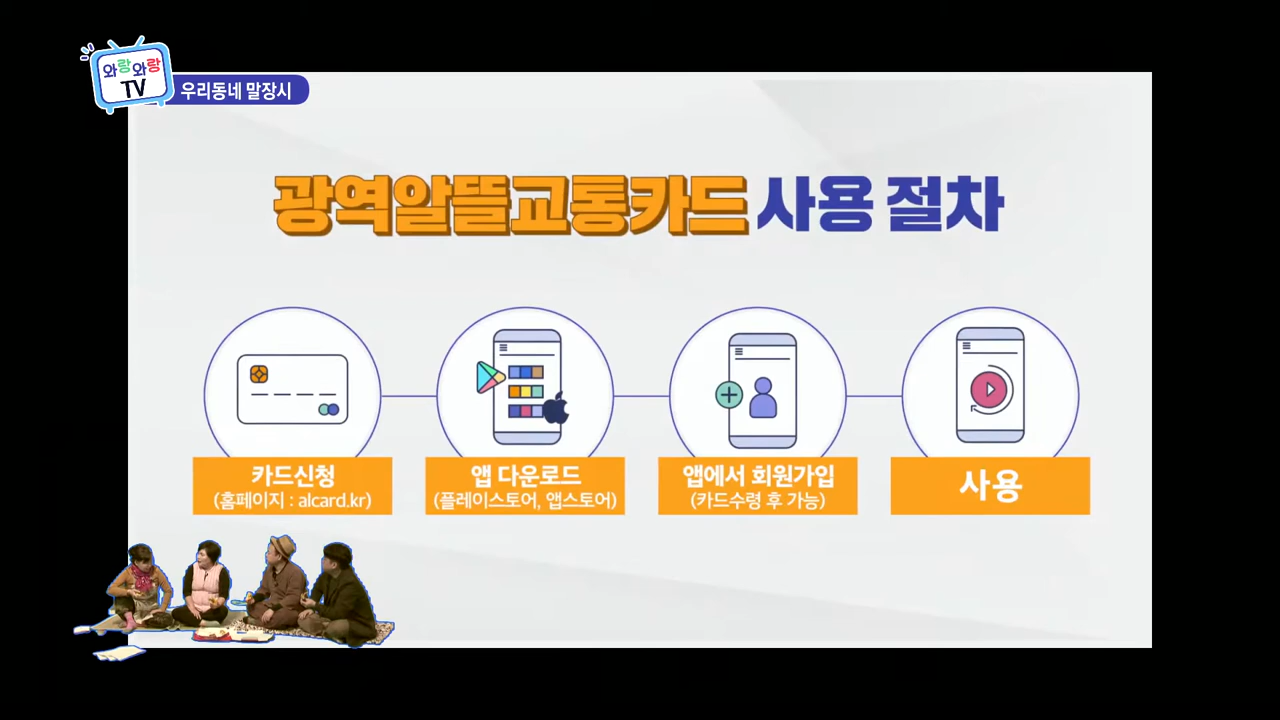 와랑와랑
TV
우리동네 말장시
광역알뜰교통카드 사용 절차
카드신청
(홈페이지 : alcard.kr)
앱 다운로드
(플레이스토어, 앱스토어)
앱에서 회원가입
(카드수령 후 가능)
사용